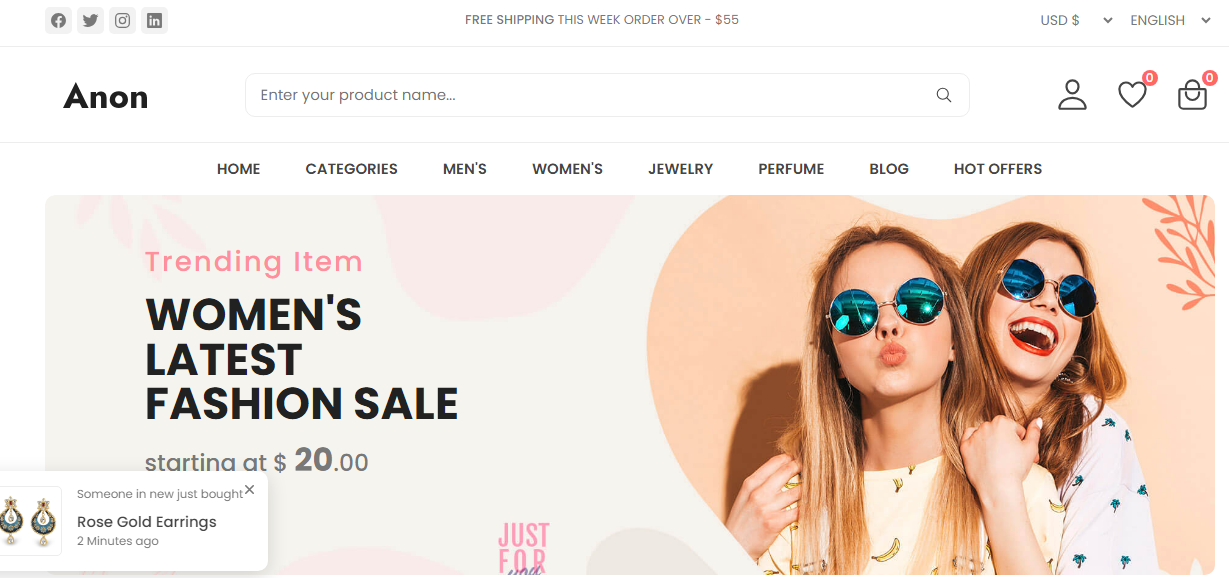 FREE SHIPPING THIS WEEK ORDER OVER - $55
USD $
ENGLISH
Anon
Enter your product name...
0
0
HOME
CATEGORIES
MEN'S
WOMEN'S
JEWELRY
PERFUME
BLOG
HOT OFFERS
Trending Item
WOMEN'S
LATEST
FASHION SALE
starting at $ 20.00
Someone in new just bought
Rose Gold Earrings
2 Minutes ago
JUST
FOR
you